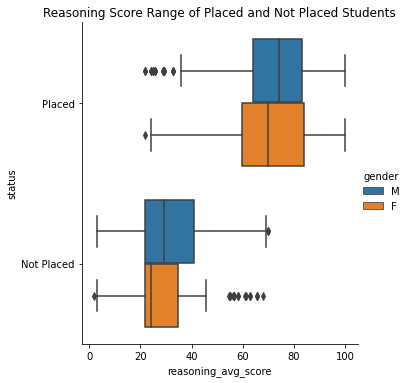 Reasoning Score Range of Placed and Not Placed Students
Placed
Not Placed
status
gender
M
F
0 20 40 60 80 100
reasoning_avg_score